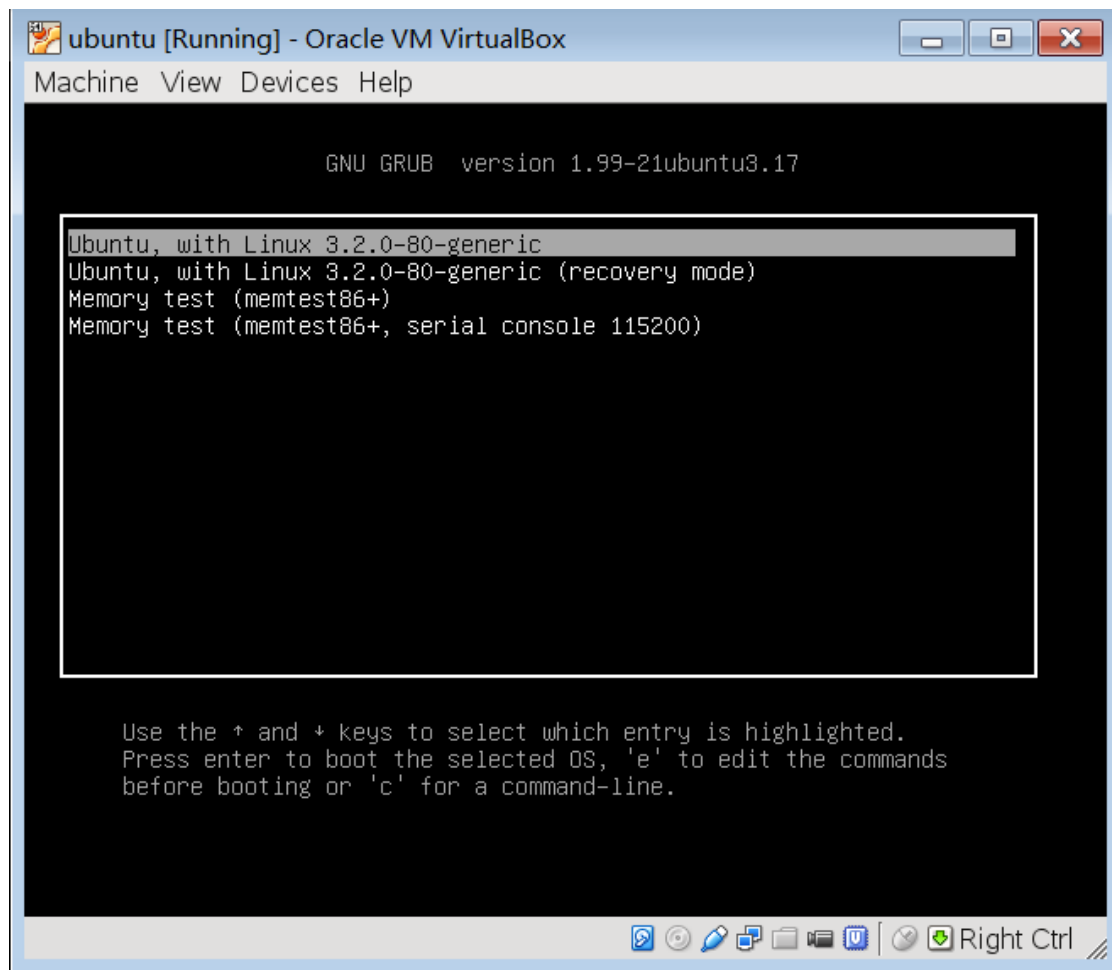 ubuntu [Running] - Oracle VM VirtualBox
Machine View Devices Help
GNU GRUB version 1.99-21ubuntu3.17
Ubuntu, with Linux 3.2.0-80-generic
Ubuntu, with Linux 3.2.0-80-generic (recovery mode)
Memory test (memtest86+)
Memory test (memtest86+, serial console 115200)
Use the ↑ and ↓ keys to select which entry is highlighted.
Press enter to boot the selected OS, 'e' to edit the commands
before booting or 'c' for a command-line.
Right Ctrl